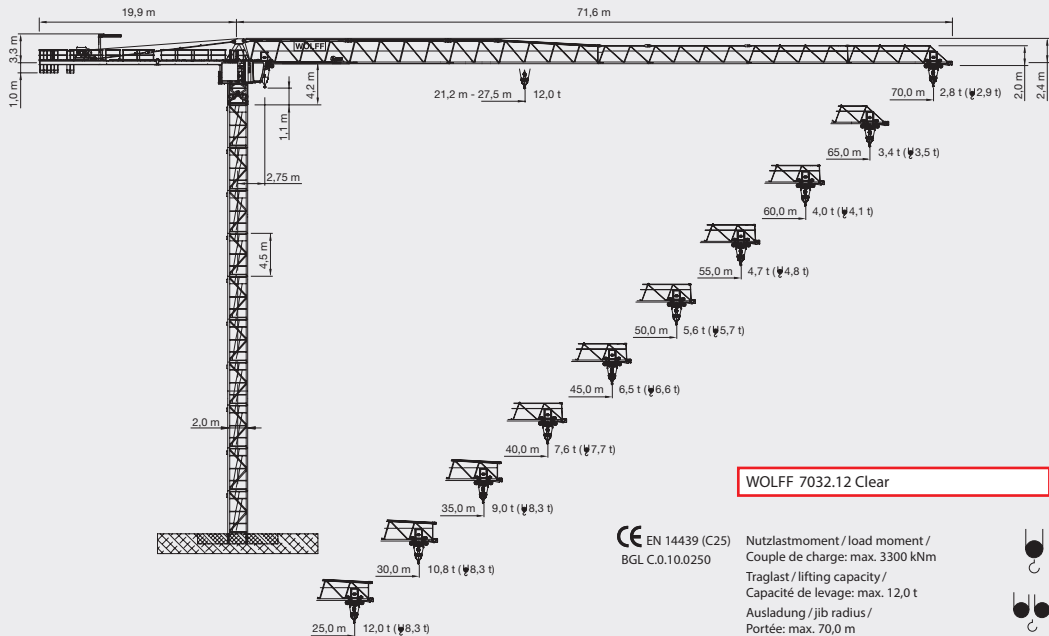 19,9 m
71,6 m
3,3 m
1,0 m
WOLFF
4,2 m
1,1 m
21,2 m - 27,5 m
12,0 t
70,0 m
2,8 t (2,9 t)
2,0 m
2,4 m
2,75 m
65,0 m
3,4 t (3,5 t)
60,0 m
4,0 t (4,1 t)
4,5 m
55,0 m
4,7 t (4,8 t)
50,0 m
5,6 t (5,7 t)
45,0 m
6,5 t (6,6 t)
2,0 m
40,0 m
7,6 t (7,7 t)
35,0 m
9,0 t (8,3 t)
30,0 m
10,8 t (8,3 t)
25,0 m
12,0 t (8,3 t)
WOLFF 7032.12 Clear
CE EN 14439 (C25)
BGL C.0.10.0250
Nutzlastmoment / load moment /
Couple de charge: max. 3300 kNm
Traglast / lifting capacity /
Capacité de levage: max. 12,0 t
Ausladung / jib radius /
Portée: max. 70,0 m